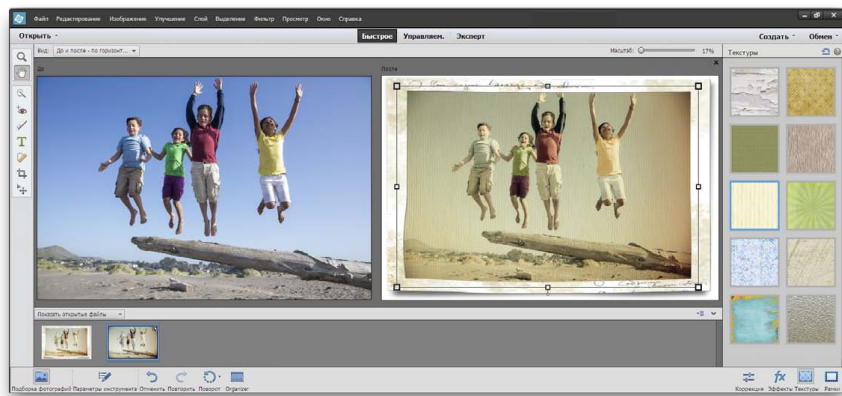 Файл Редактирование Изображение Улучшение Слой Выделение Фильтр Просмотр Окно Справка
Открыть Быстрое Управляем. Эксперт Создать Обмен
Вид: До и после - по горизонт... Масштаб: 17% Текстуры
До После
Показать открытые файлы
Подборка фотографий Параметры инструмента Отменить Повторить Поворот Organizer Коррекция Эффекты Текстуры Рамки